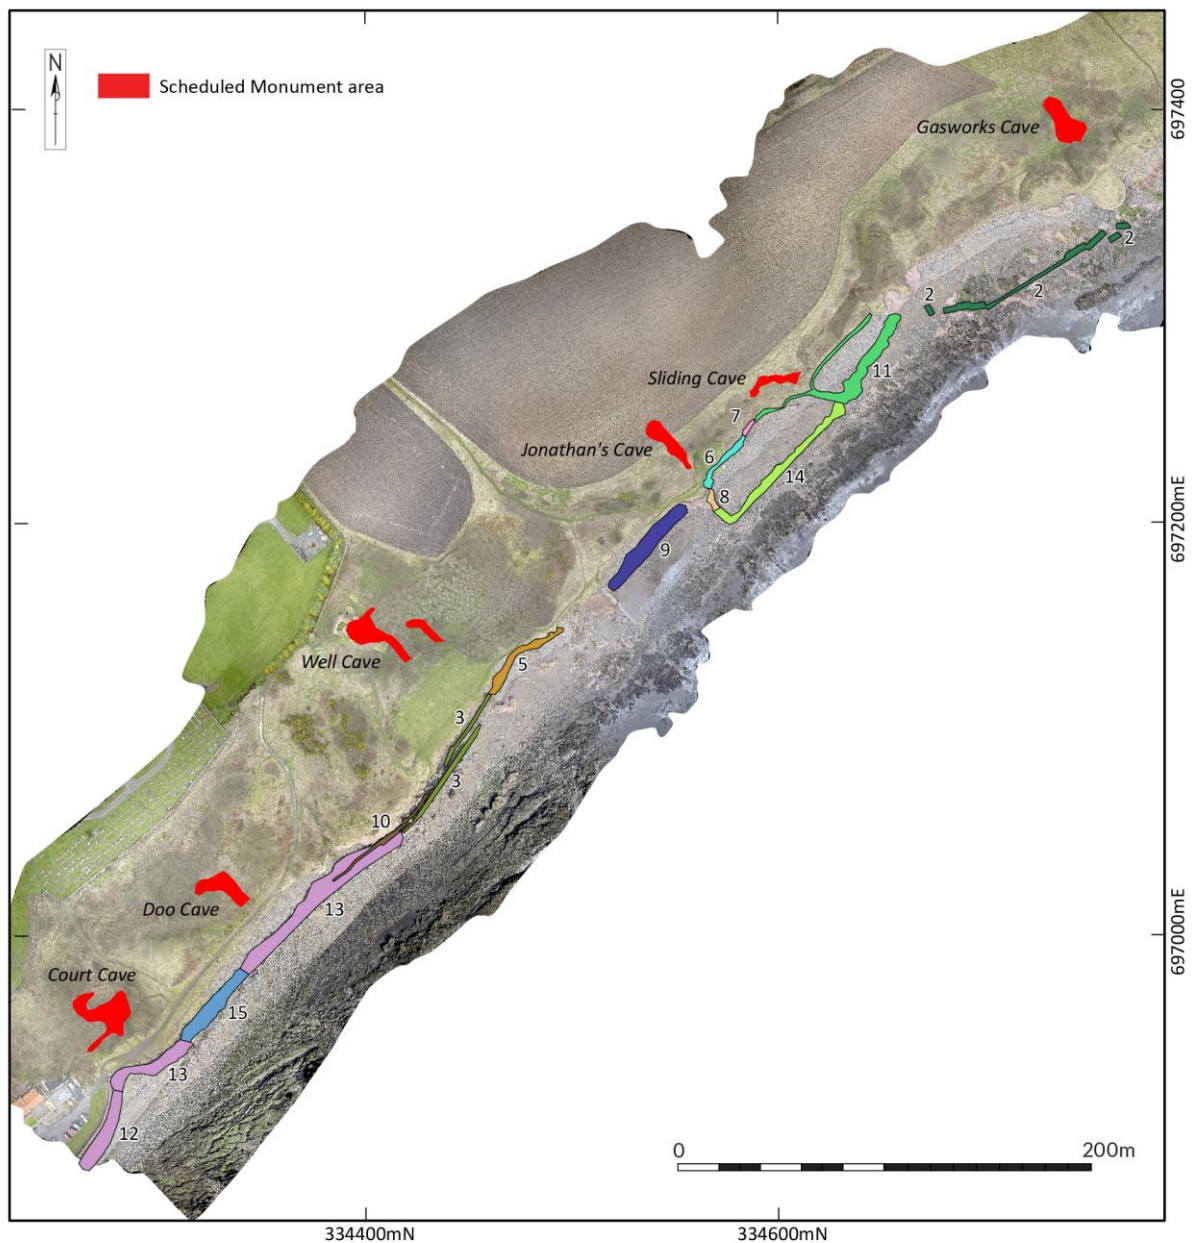 N
Scheduled Monument area
697400
Gasworks Cave
2
2
2
Sliding Cave
11
7
Jonathan's Cave
6
14
8
697200mE
9
Well Cave
5
3
3
10
Doo Cave
13
697000mE
Court Cave
15
13
12
0
200m
334400mN
334600mN